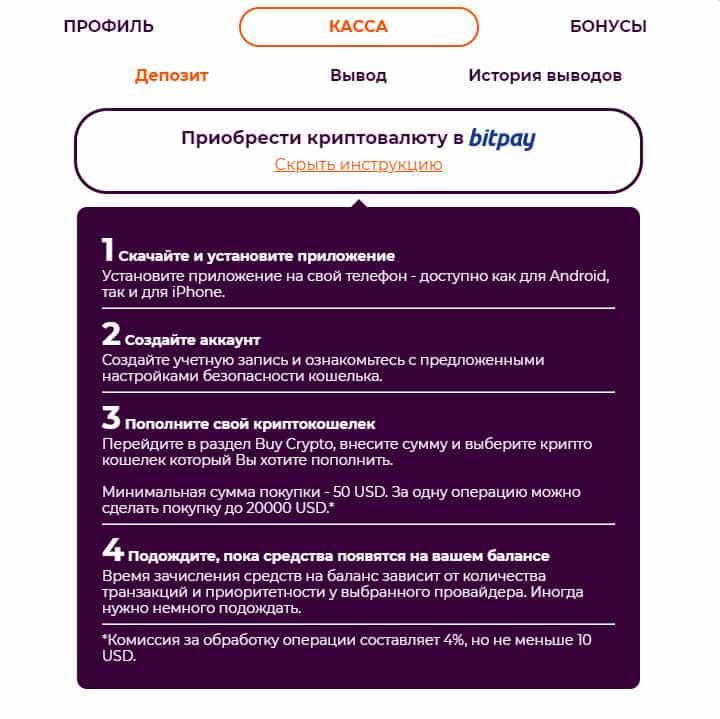 ПРОФИЛЬ КАССА БОНУСЫ
Депозит Вывод История выводов
Приобрести криптовалюту в bitpay
Скрыть инструкцию
1 Скачайте и установите приложение
Установите приложение на свой телефон - доступно как для Android,
так и для iPhone.
2 Создайте аккаунт
Создайте учетную запись и ознакомьтесь с предложенными
настройками безопасности кошелька.
3 Пополните свой криптокошелек
Перейдите в раздел Buy Crypto, внесите сумму и выберите крипто
кошелек который Вы хотите пополнить.
Минимальная сумма покупки - 50 USD. За одну операцию можно
сделать покупку до 20000 USD.*
4 Подождите, пока средства появятся на вашем балансе
Время зачисления средств на баланс зависит от количества
транзакций и приоритетности у выбранного провайдера. Иногда
нужно немного подождать.
*Комиссия за обработку операции составляет 4%, но не меньше 10
USD.